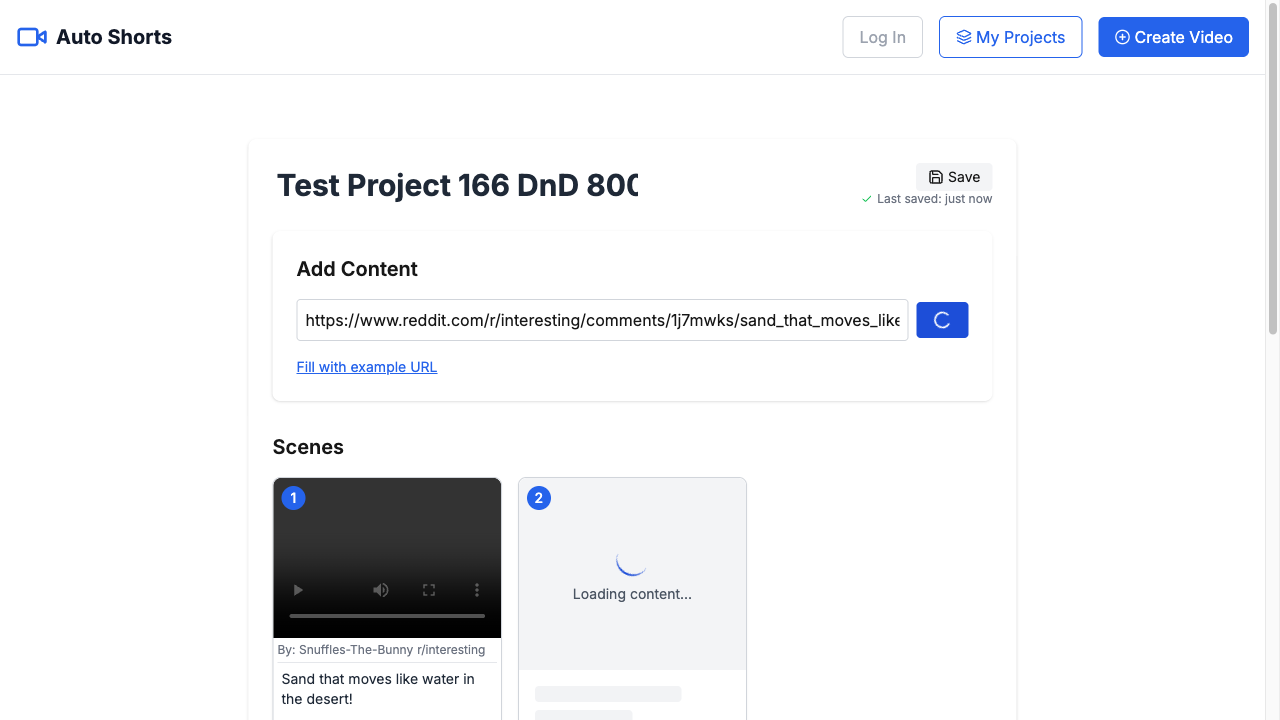 Auto Shorts
Log In
My Projects
Create Video
Test Project 166 DnD 800
Save
Last saved: just now
Add Content
https://www.reddit.com/r/interesting/comments/1j7mwks/sand_that_moves_like
Fill with example URL
Scenes
1
2
Loading content...
By: Snuffles-The-Bunny r/interesting
Sand that moves like water in
the desert!